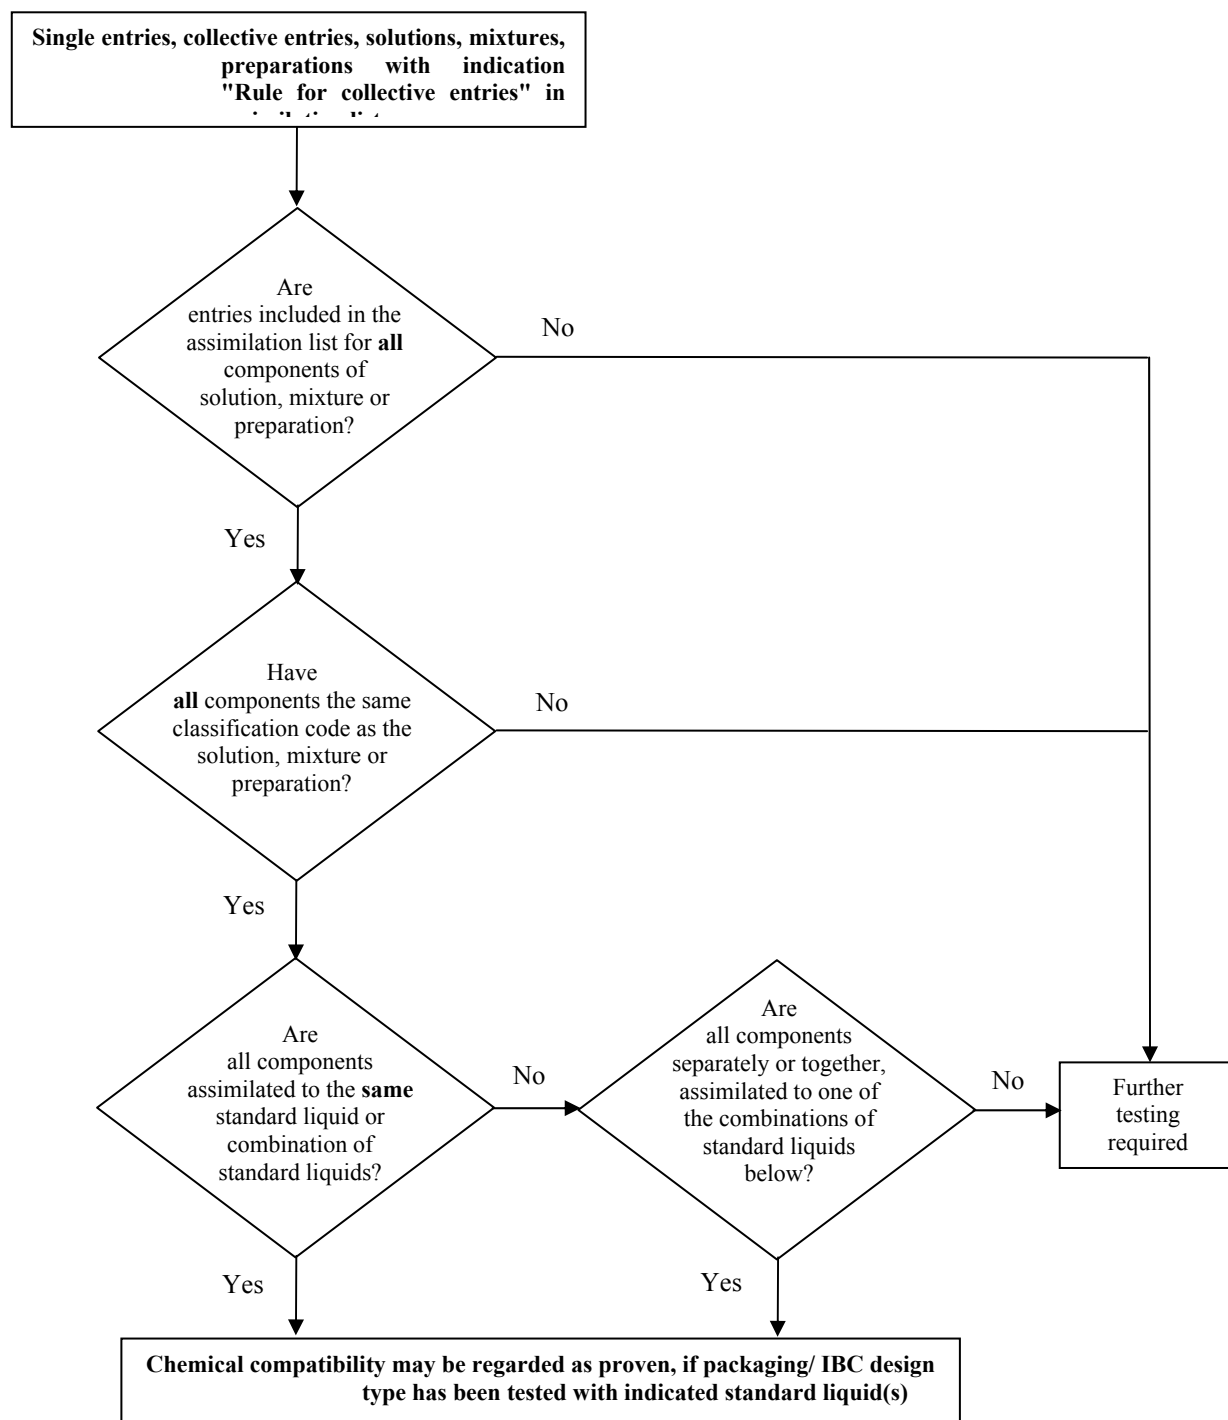 Single entries, collective entries, solutions, mixtures,
preparations with indication
"Rule for collective entries" in
Are
entries included in the
assimilation list for all
components of
solution, mixture or
preparation?
No
Yes
Have
all components the same
classification code as the
solution, mixture or
preparation?
No
Yes
Are
all components
assimilated to the same
standard liquid or
combination of
standard liquids?
No
Are
all components
separately or together,
assimilated to one of
the combinations of
standard liquids
below?
No
Further
testing
required
Yes
Yes
Chemical compatibility may be regarded as proven, if packaging/ IBC design
type has been tested with indicated standard liquid(s)